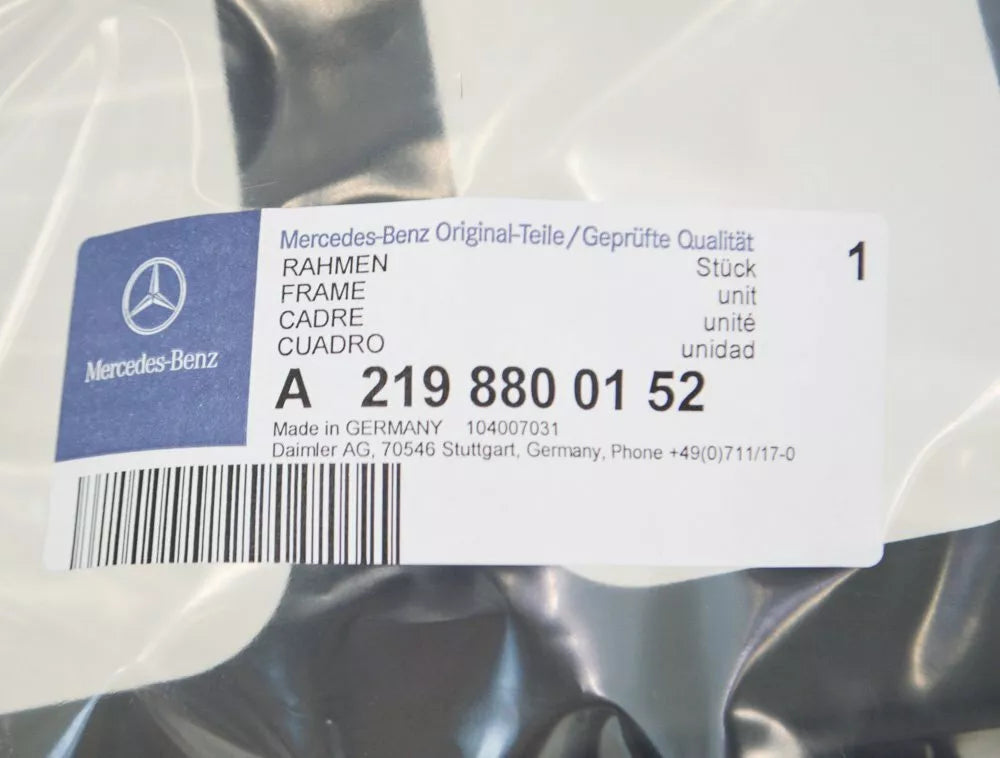 Mercedes-Benz
Mercedes-Benz Original-Teile/Geprüfte Qualität
RAHMEN Stück 1
FRAME unit
CADRE unité
CUADRO unidad
A 219 880 01 52
Made in GERMANY 104007031
Daimler AG, 70546 Stuttgart, Germany, Phone +49(0)711/17-0